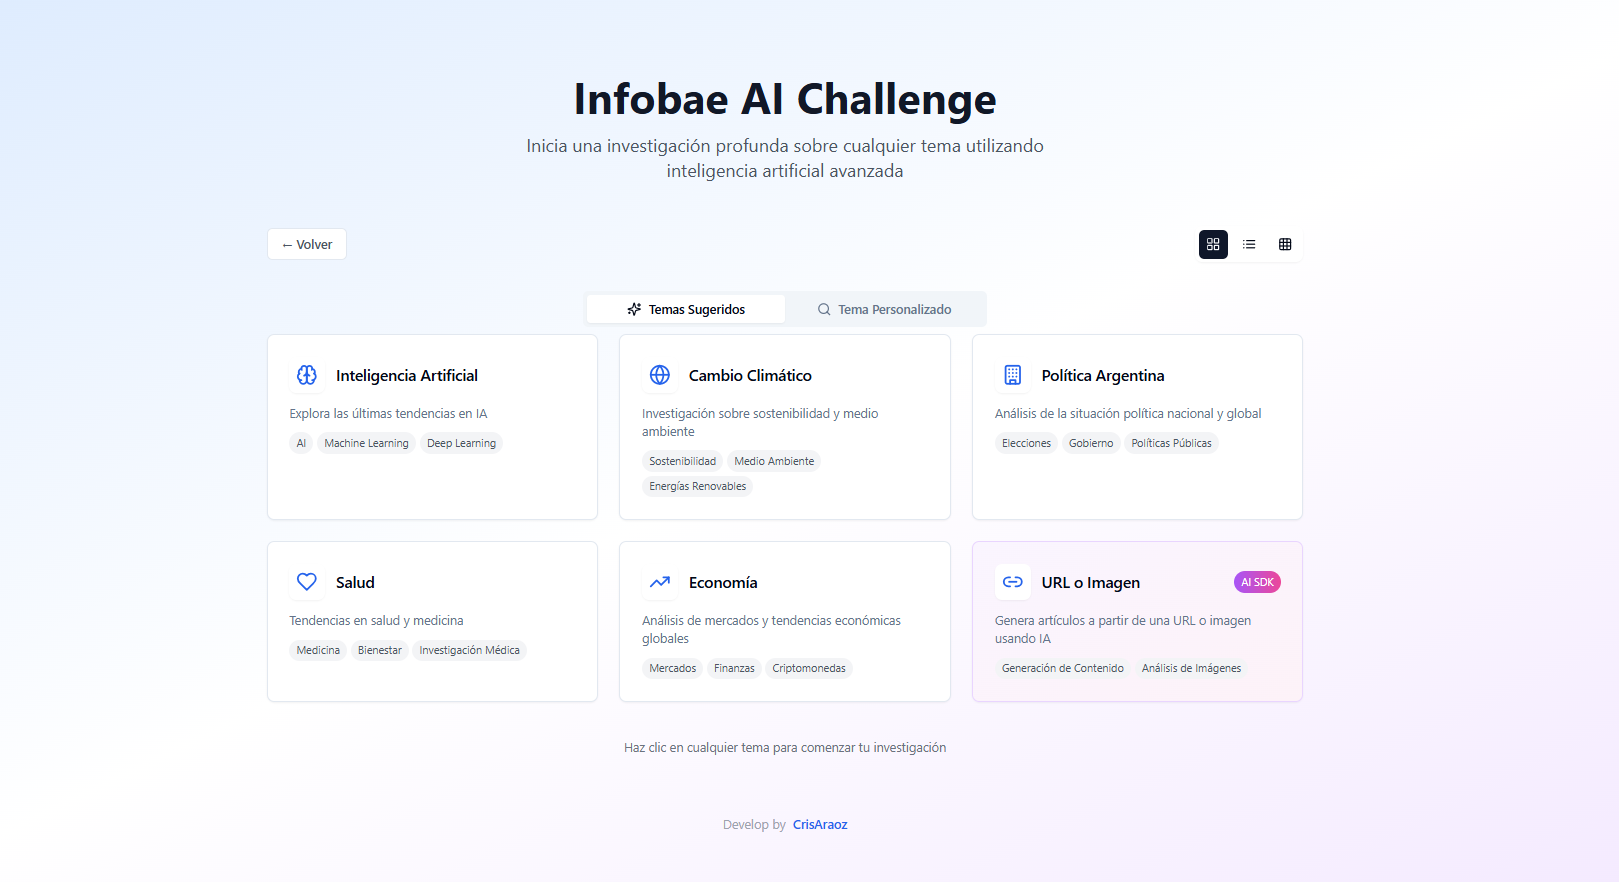 Infobae AI Challenge
Inicia una investigación profunda sobre cualquier tema utilizando
inteligencia artificial avanzada
← Volver
Temas Sugeridos
Tema Personalizado
Inteligencia Artificial
Explora las últimas tendencias en IA
AI Machine Learning Deep Learning
Cambio Climático
Investigación sobre sostenibilidad y medio
ambiente
Sostenibilidad Medio Ambiente
Energías Renovables
Política Argentina
Análisis de la situación política nacional y global
Elecciones Gobierno Políticas Públicas
Salud
Tendencias en salud y medicina
Medicina Bienestar Investigación Médica
Economía
Análisis de mercados y tendencias económicas
globales
Mercados Finanzas Criptomonedas
URL o Imagen AI SDK
Genera artículos a partir de una URL o imagen
usando IA
Generación de Contenido Análisis de Imágenes
Haz clic en cualquier tema para comenzar tu investigación
Develop by CrisAraoz